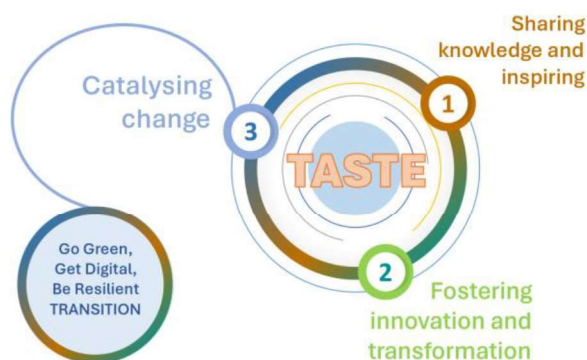 Sharing
knowledge and
inspiring
1
Catalysing
change
3
TASTE
2
Fostering
innovation and
transformation
Go Green,
Get Digital,
Be Resilient
TRANSITION